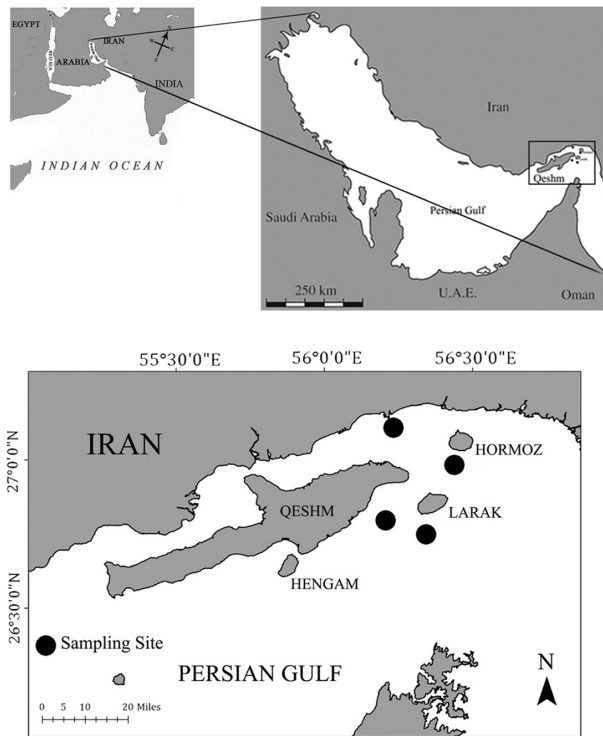 EGYPT
IRAN
N
W
E
S
RED SEA
ARABIA
INDIA
INDIAN OCEAN
Iran
Qeshm
Saudi Arabia
Persian Gulf
250 km
U.A.E.
Oman
55°30'0"E
56°0'0"E
56°30'0"E
IRAN
HORMOZ
27°0'0"N
QESHM
LARAK
HENGAM
26°30'0"N
Sampling Site
PERSIAN GULF
N
0 5 10 20 Miles